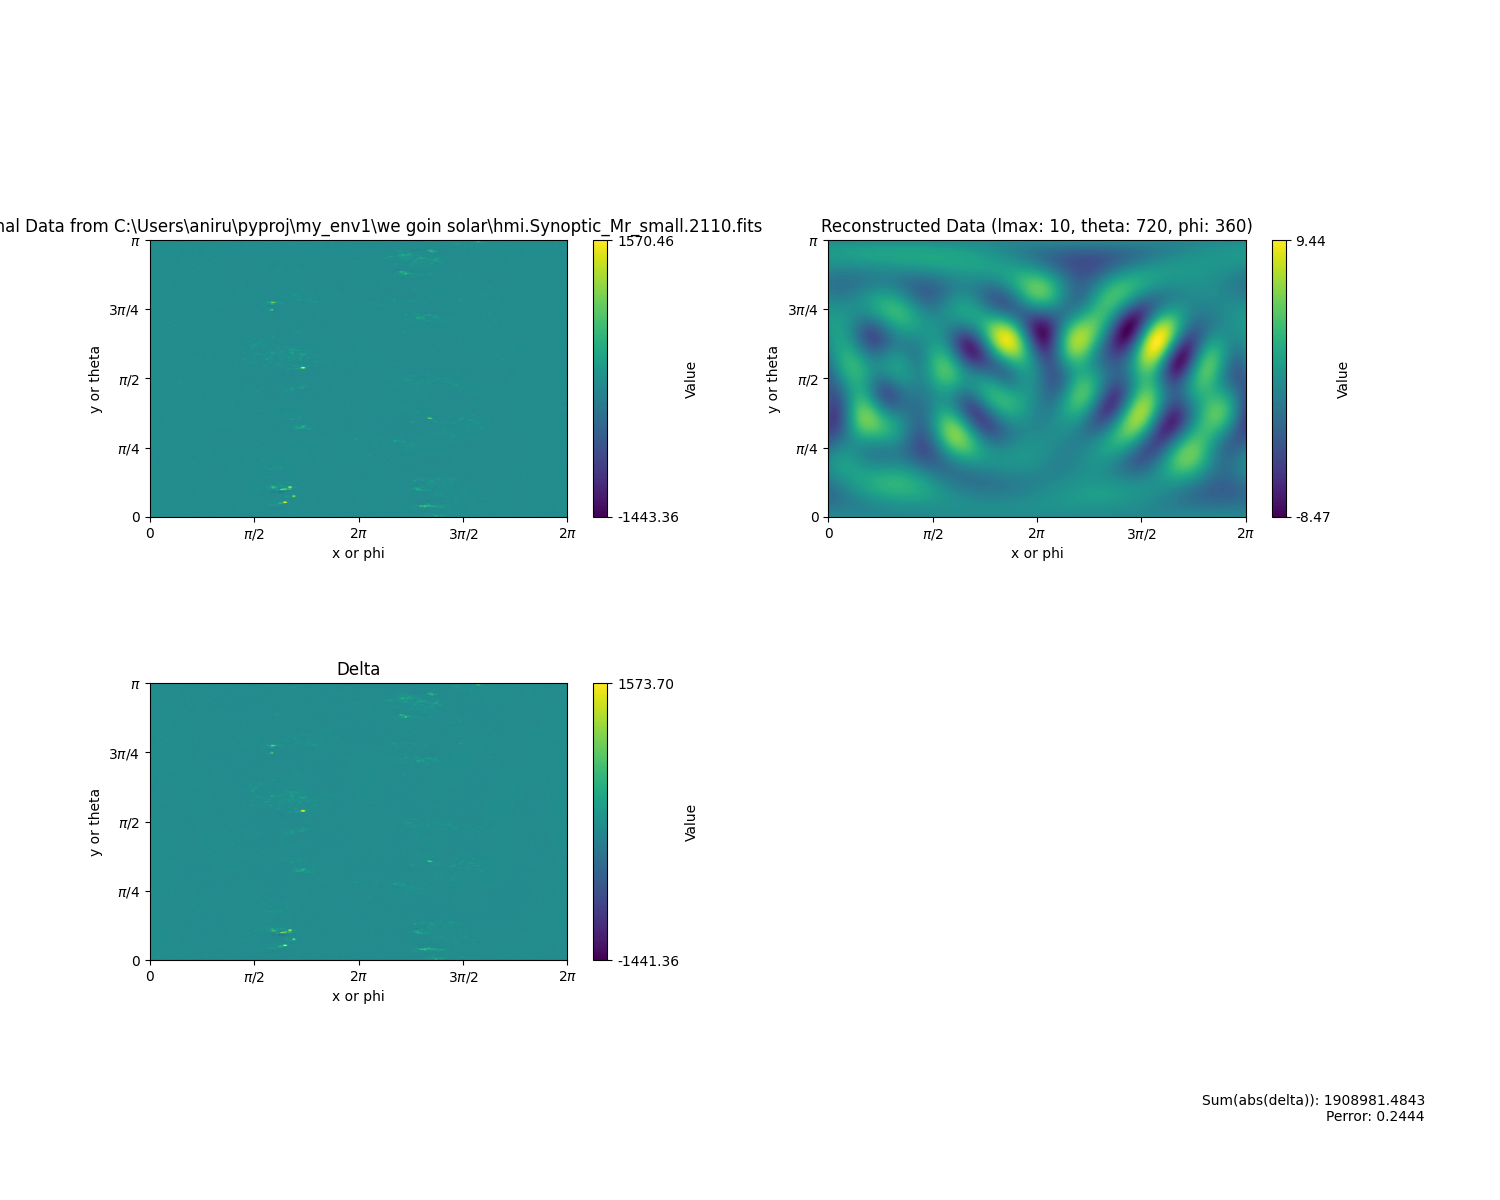 nal Data from C:\Users\aniru\pyproj\my_env1\we goin solar\hmi.Synoptic_Mr_small.2110.fits
π
3π/4
π/2
π/4
0
0
π/2
2π
3π/2
2π
x or phi
y or theta
1570.46
-1443.36
Value
Reconstructed Data (lmax: 10, theta: 720, phi: 360)
π
3π/4
π/2
π/4
0
0
π/2
2π
3π/2
2π
x or phi
y or theta
9.44
-8.47
Value
Delta
π
3π/4
π/2
π/4
0
0
π/2
2π
3π/2
2π
x or phi
y or theta
1573.70
-1441.36
Value
Sum(abs(delta)): 1908981.4843
Perror: 0.2444